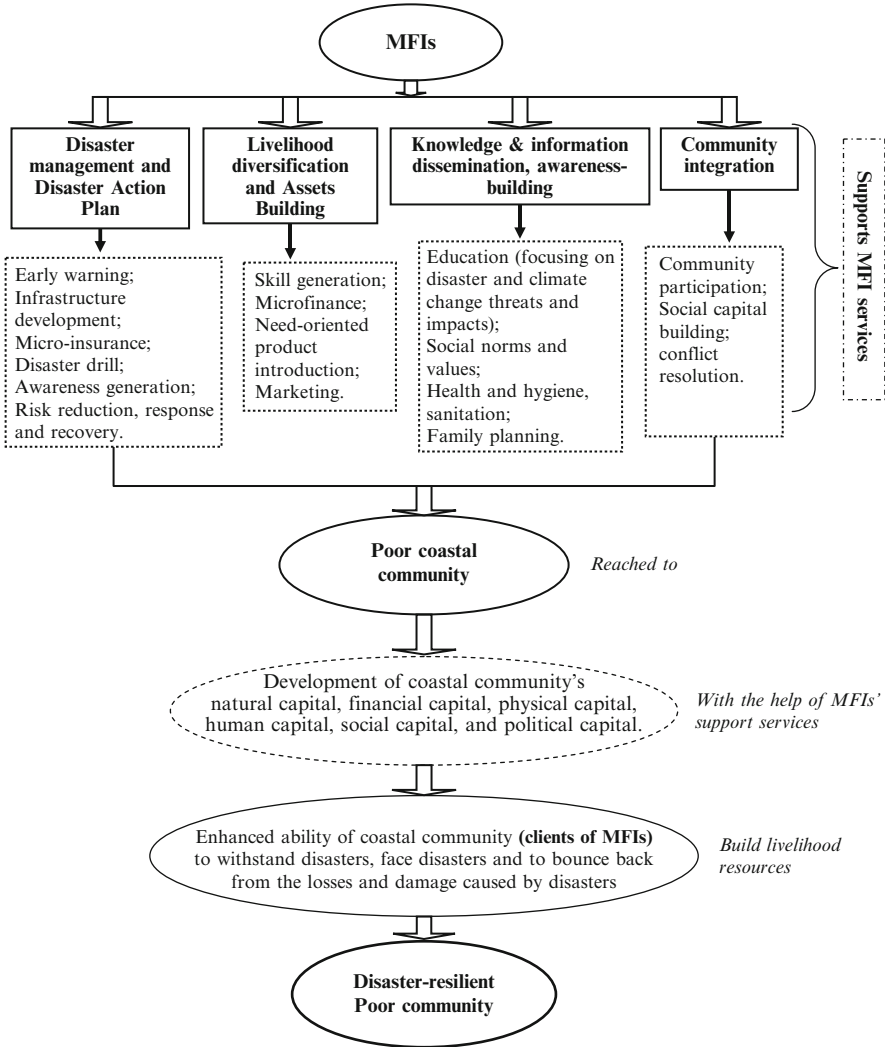 MFIs
Disaster
management and
Disaster Action
Plan
Livelihood
diversification
and Assets
Building
Knowledge & information
dissemination, awareness-
building
Community
integration
Supports MFI services
Early warning;
Infrastructure
development;
Micro-insurance;
Disaster drill;
Awareness generation;
Risk reduction, response
and recovery.
Skill generation;
Microfinance;
Need-oriented
product
introduction;
Marketing.
Education (focusing on
disaster and climate
change threats and
impacts);
Social norms and
values;
Health and hygiene,
sanitation;
Family planning.
Community
participation;
Social capital
building;
conflict
resolution.
Poor coastal
community
Reached to
Development of coastal community's
natural capital, financial capital, physical capital,
human capital, social capital, and political capital.
With the help of MFIs'
support services
Enhanced ability of coastal community (clients of MFIs)
to withstand disasters, face disasters and to bounce back
from the losses and damage caused by disasters
Build livelihood
resources
Disaster-resilient
Poor community